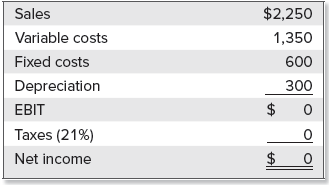 Sales $2,250
Variable costs 1,350
Fixed costs 600
Depreciation 300
EBIT $ 0
Taxes (21%) 0
Net income $ 0